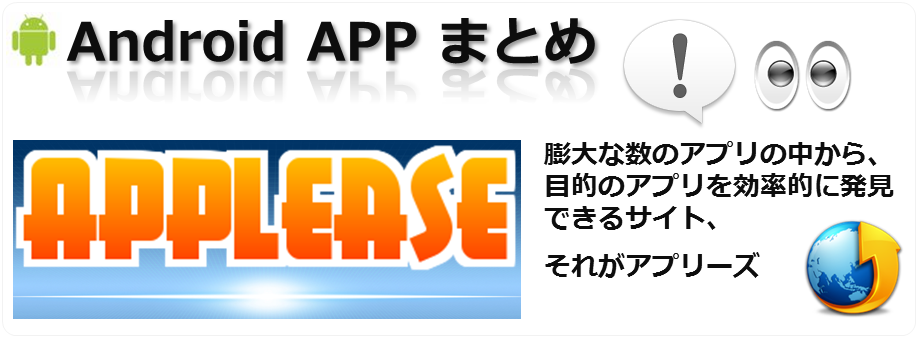 Android APP まとめ
!
APPLEASE
膨大な数のアプリの中から、
目的のアプリを効率的に発見
できるサイト、
それがアプリーズ